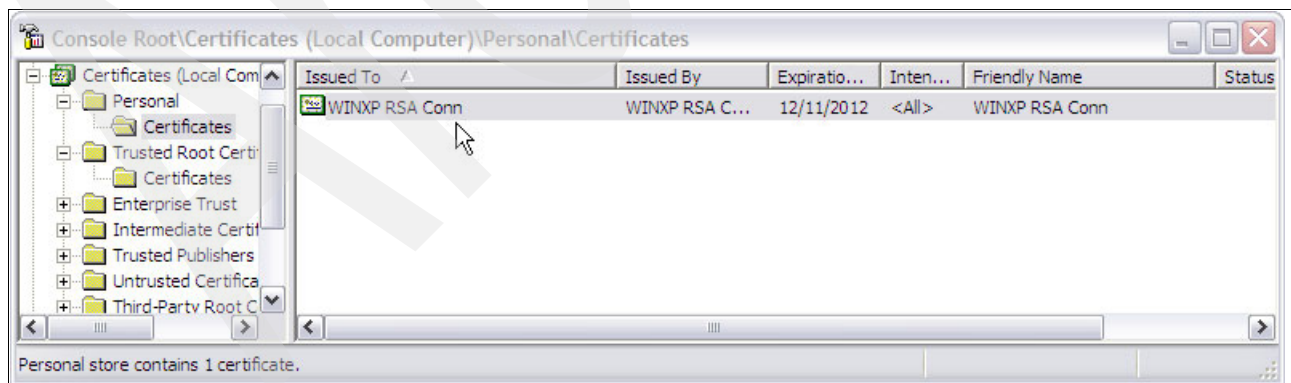 Console Root\Certificates (Local Computer)\Personal\Certificates
Certificates (Local Com
Personal
Certificates
Trusted Root Certi
Certificates
Enterprise Trust
Intermediate Certif
Trusted Publishers
Untrusted Certifica
Third-Party Root C
Issued To Issued By Expiratio... Inten... Friendly Name Status
WINXP RSA Conn WINXP RSA C... 12/11/2012 <All> WINXP RSA Conn
Personal store contains 1 certificate.